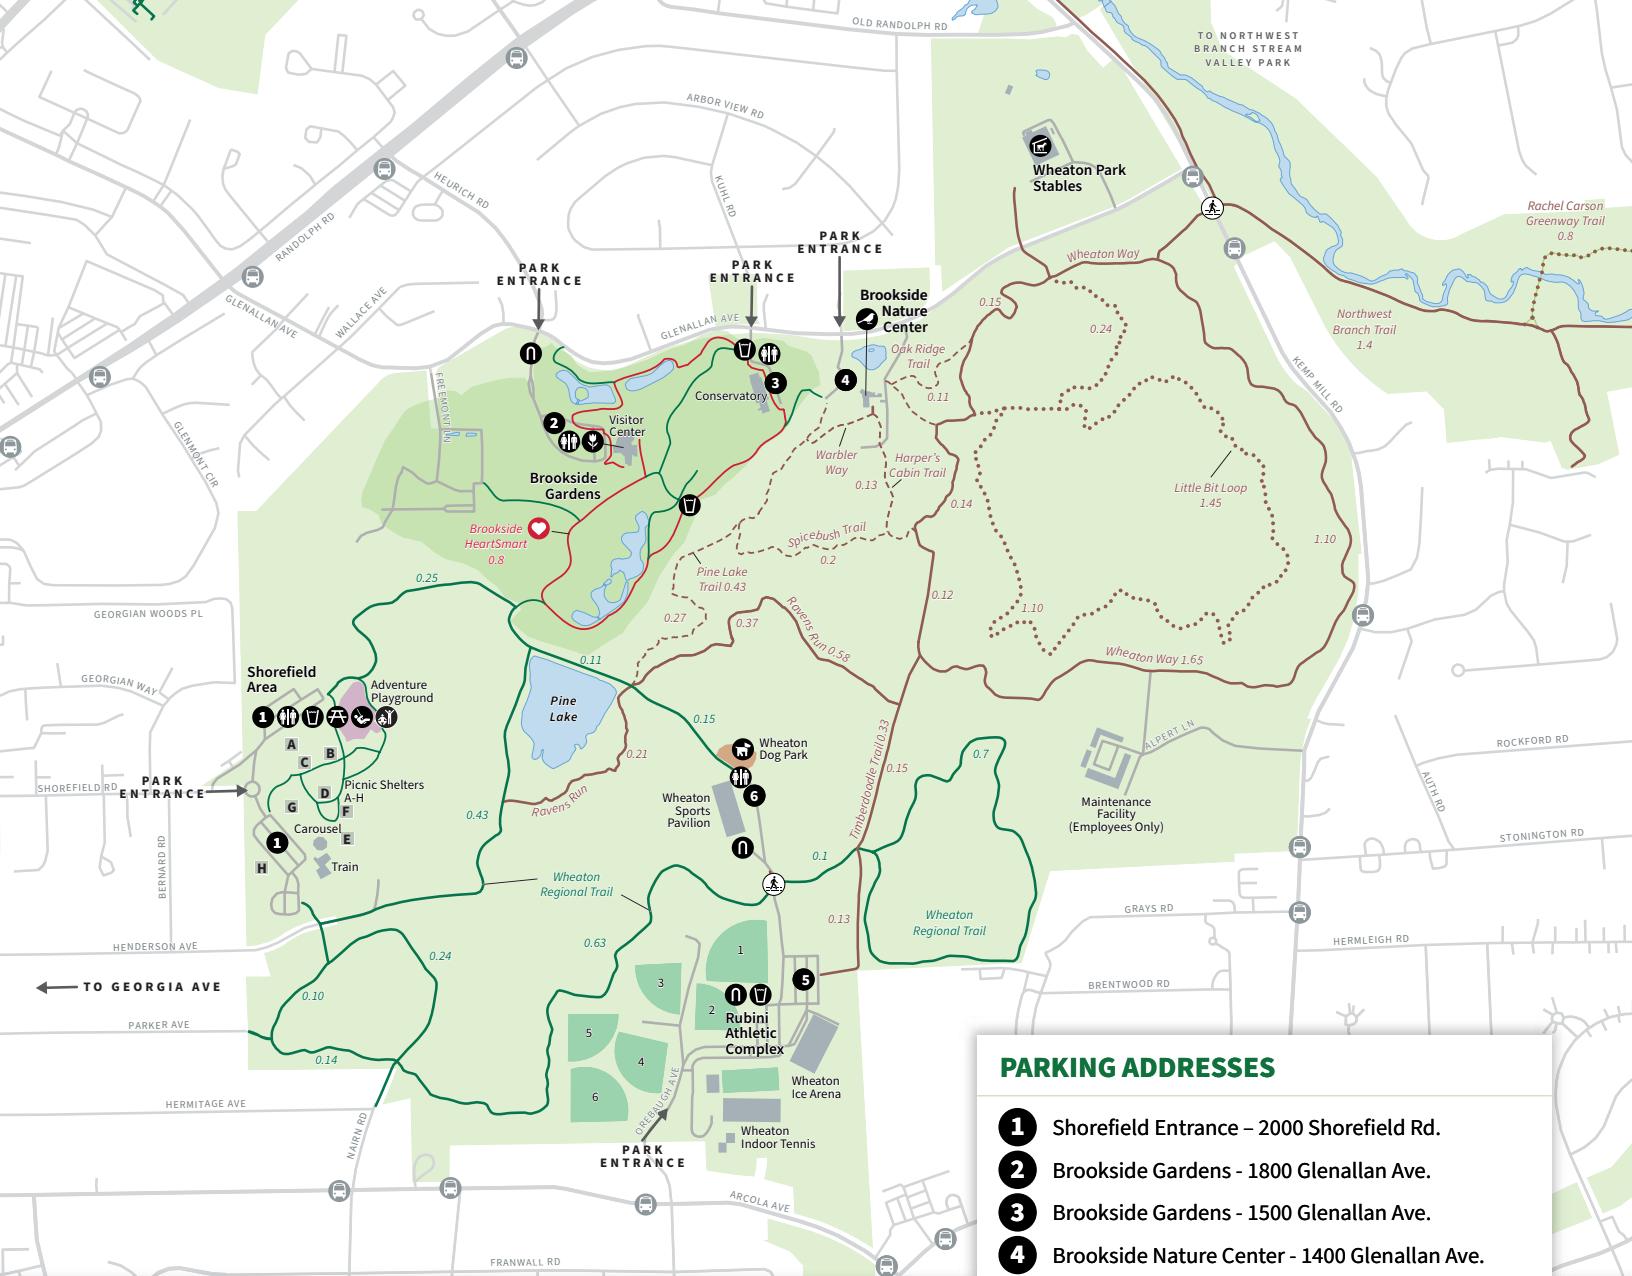 OLD RANDOLPH RD
TO NORTHWEST
BRANCH STREAM
VALLEY PARK
ARBOR VIEW RD
HEURICH RD
KUHL RD
RANDOLPH RD
Wheaton Park
Stables
Rachel Carson
Greenway Trail
0.8
PARK
ENTRANCE
PARK
ENTRANCE
PARK
ENTRANCE
Wheaton Way
GLENALLAN AVE
WALLACE AVE
GLENALLAN AVE
Brookside
Nature
Center
0.15
0.24
Northwest
Branch Trail
1.4
Oak Ridge
Trail
KEMP MILL RD
FREEMONT LN
Conservatory
3
4
0.11
2
Visitor
Center
GLENMONT CIR
Warbler
Way
Harper's
Cabin Trail
0.13
Brookside
Gardens
Little Bit Loop
1.45
0.14
Brookside
HeartSmart
0.8
Spicebush Trail
0.2
1.10
Pine Lake
Trail 0.43
0.25
0.12
1.10
GEORGIAN WOODS PL
0.27
0.37
Ravens Run 0.58
Wheaton Way 1.65
0.11
Shorefield
Area
GEORGIAN WAY
Adventure
Playground
1
Pine
Lake
0.15
Timberdoodle Trail 0.33
ALPERT LN
ROCKFORD RD
A
B
C
Wheaton
Dog Park
0.21
0.15
0.7
PARK
ENTRANCE
SHOREFIELD RD
Picnic Shelters
A-H
D
G
F
E
H
Carousel
Train
1
6
Wheaton
Sports
Pavilion
Ravens Run
0.43
Maintenance
Facility
(Employees Only)
AUTH RD
STONINGTON RD
BERNARD RD
0.1
Wheaton
Regional Trail
0.13
Wheaton
Regional Trail
GRAYS RD
HENDERSON AVE
0.24
0.63
HERMLEIGH RD
TO GEORGIA AVE
0.10
1
3
2
5
BRENTWOOD RD
PARKER AVE
5
4
6
Rubini
Athletic
Complex
0.14
HERMITAGE AVE
NAIRN RD
OREBAUGH AVE
Wheaton
Ice Arena
Wheaton
Indoor Tennis
PARK
ENTRANCE
ARCOLA AVE
FRANWALL RD
PARKING ADDRESSES
1 Shorefield Entrance – 2000 Shorefield Rd.
2 Brookside Gardens - 1800 Glenallan Ave.
3 Brookside Gardens - 1500 Glenallan Ave.
4 Brookside Nature Center - 1400 Glenallan Ave.